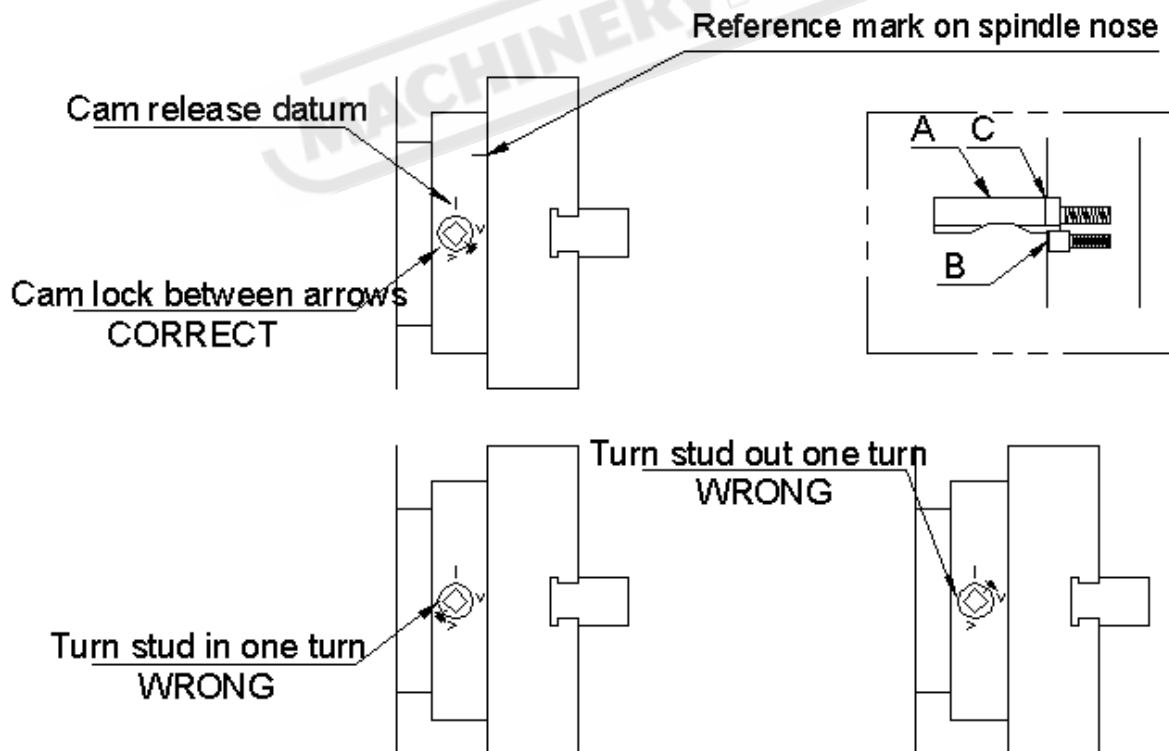 Reference mark on spindle nose
Cam release datum
Cam lock between arrows
CORRECT
A C
B
Turn stud out one turn
WRONG
Turn stud in one turn
WRONG
MACHINERY